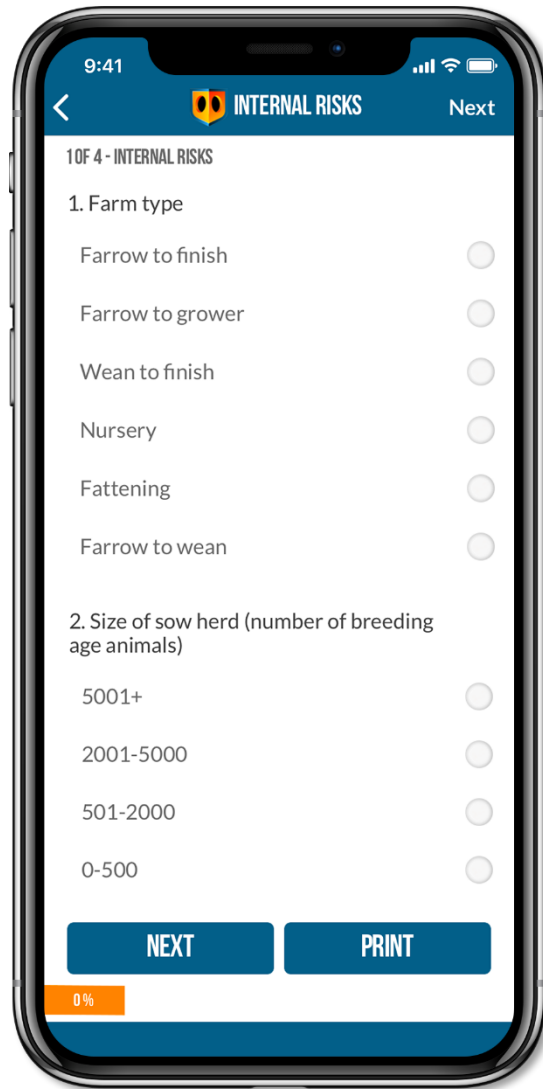 9:41
INTERNAL RISKS
Next
1 OF 4 - INTERNAL RISKS
1. Farm type
Farrow to finish
Farrow to grower
Wean to finish
Nursery
Fattening
Farrow to wean
2. Size of sow herd (number of breeding
age animals)
5001+
2001-5000
501-2000
0-500
NEXT
PRINT
0 %